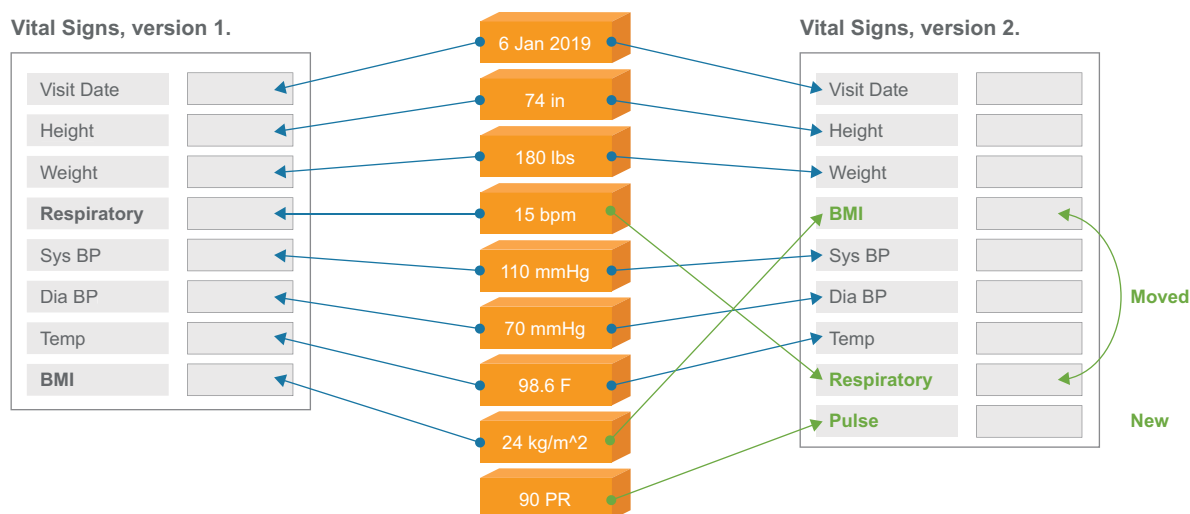 Vital Signs, version 1.
Visit Date
Height
Weight
Respiratory
Sys BP
Dia BP
Temp
BMI
6 Jan 2019
74 in
180 lbs
15 bpm
110 mmHg
70 mmHg
98.6 F
24 kg/m^2
90 PR
Vital Signs, version 2.
Visit Date
Height
Weight
BMI
Sys BP
Dia BP
Temp
Respiratory
Pulse
Moved
New